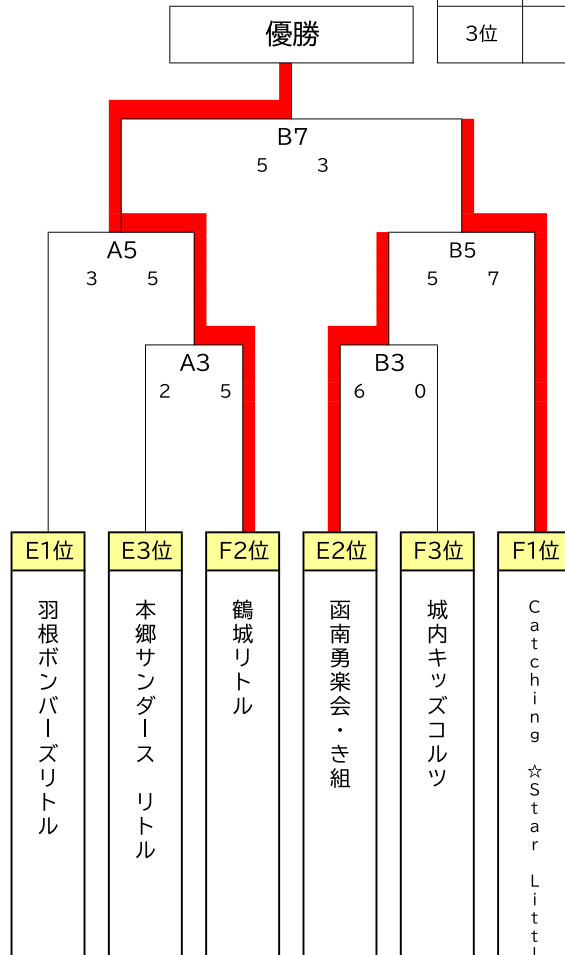 優勝
3位
B7
5 3
A5
3 5
B5
5 7
A3
2 5
B3
6 0
E1位
E3位
F2位
E2位
F3位
F1位
羽根ボンバーズリトル
本郷サンダース リトル
鶴城リトル
函南勇楽会・き組
城内キッズコルツ
Catching ☆Star Littl